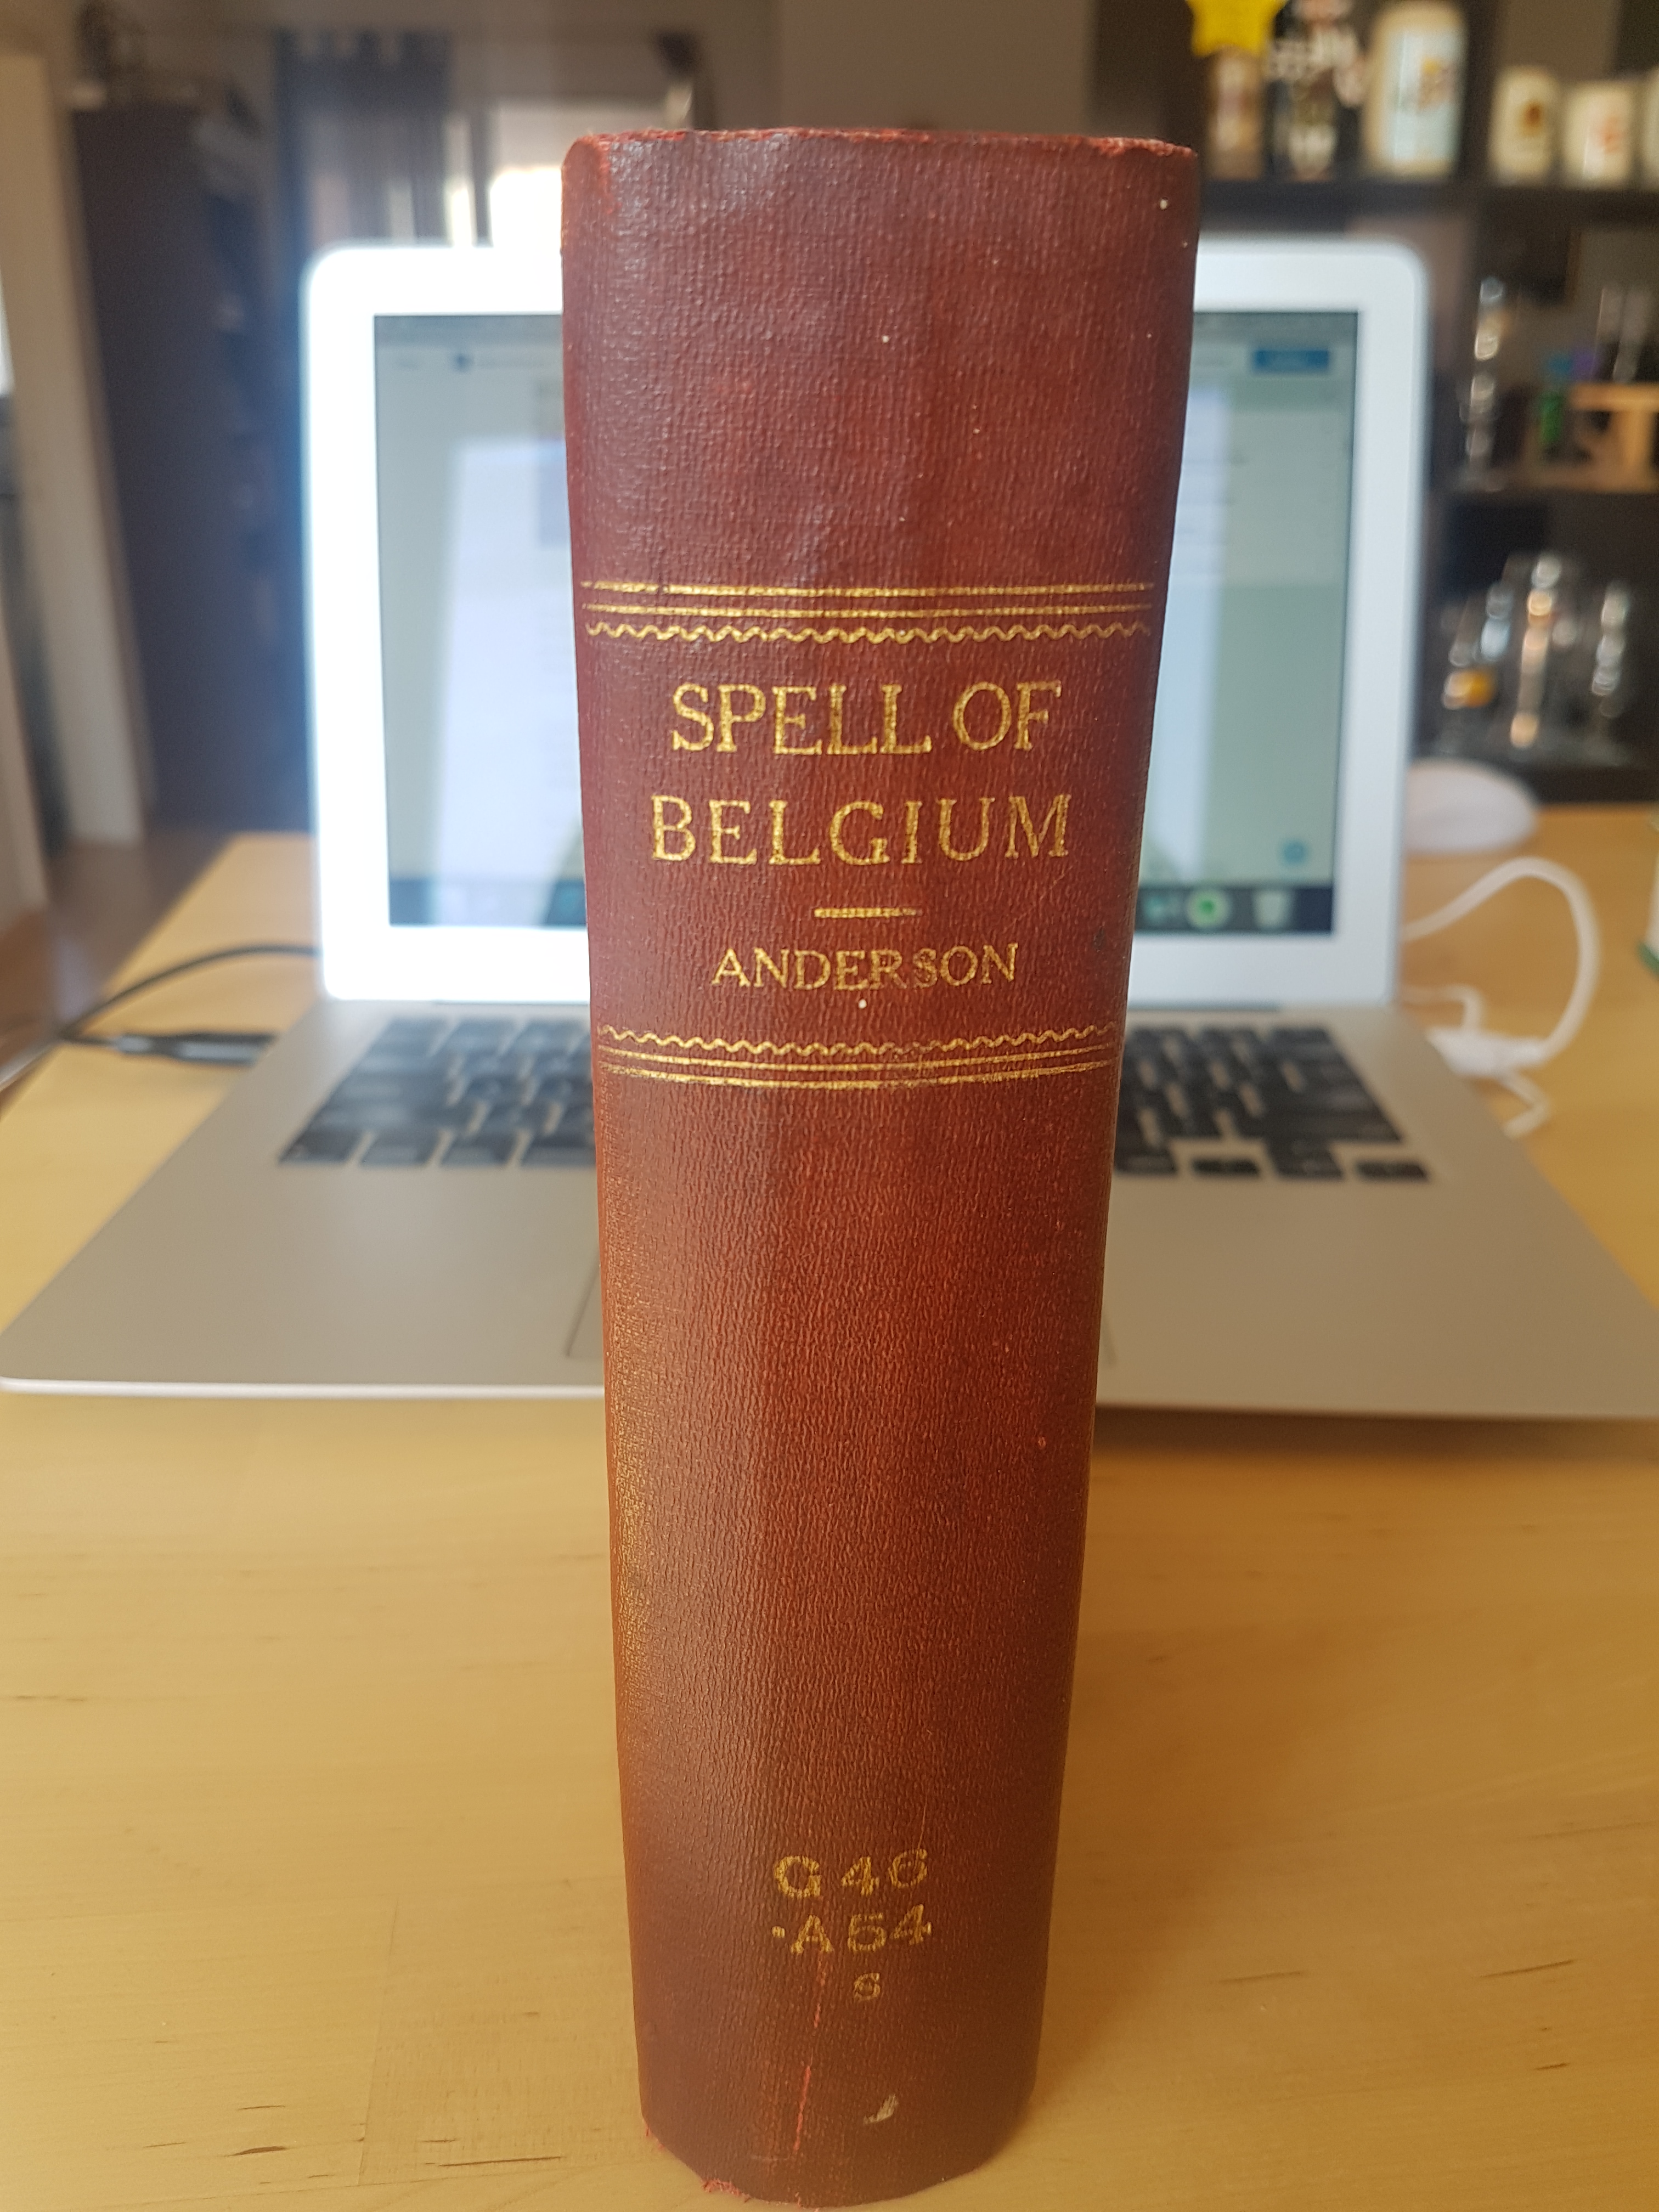 SPELL OF
BELGIUM
ANDERSON
G46
·A54
s